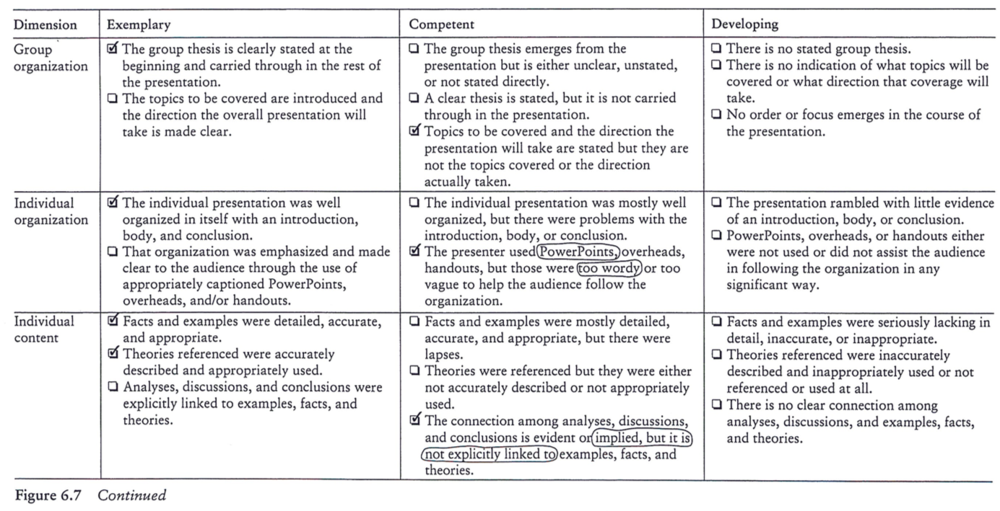 Dimension Exemplary Competent Developing
Group
organization
☑ The group thesis is clearly stated at the
beginning and carried through in the rest of
the presentation.
❏ The topics to be covered are introduced and
the direction the overall presentation will
take is made clear.
❏ The group thesis emerges from the
presentation but is either unclear, unstated,
or not stated directly.
❏ A clear thesis is stated, but it is not carried
through in the presentation.
☑ Topics to be covered and the direction the
presentation will take are stated but they are
not the topics covered or the direction
actually taken.
❏ There is no stated group thesis.
❏ There is no indication of what topics will be
covered or what direction that coverage will
take.
❏ No order or focus emerges in the course of
the presentation.
Individual
organization
☑ The individual presentation was well
organized in itself with an introduction,
body, and conclusion.
❏ That organization was emphasized and made
clear to the audience through the use of
appropriately captioned PowerPoints,
overheads, and/or handouts.
❏ The individual presentation was mostly well
organized, but there were problems with the
introduction, body, or conclusion.
☑ The presenter used PowerPoints, overheads,
handouts, but those were too wordy or too
vague to help the audience follow the
organization.
❏ The presentation rambled with little evidence
of an introduction, body, or conclusion.
❏ PowerPoints, overheads, or handouts either
were not used or did not assist the audience
in following the organization in any
significant way.
Individual
content
☑ Facts and examples were detailed, accurate,
and appropriate.
☑ Theories referenced were accurately
described and appropriately used.
❏ Analyses, discussions, and conclusions were
explicitly linked to examples, facts, and
theories.
❏ Facts and examples were mostly detailed,
accurate, and appropriate, but there were
lapses.
❏ Theories were referenced but they were either
not accurately described or not appropriately
used.
☑ The connection among analyses, discussions,
and conclusions is evident or implied, but it is
not explicitly linked to examples, facts, and
theories.
❏ Facts and examples were seriously lacking in
detail, inaccurate, or inappropriate.
❏ Theories referenced were inaccurately
described and inappropriately used or not
referenced or used at all.
❏ There is no clear connection among
analyses, discussions, and examples, facts,
and theories.
Figure 6.7 Continued